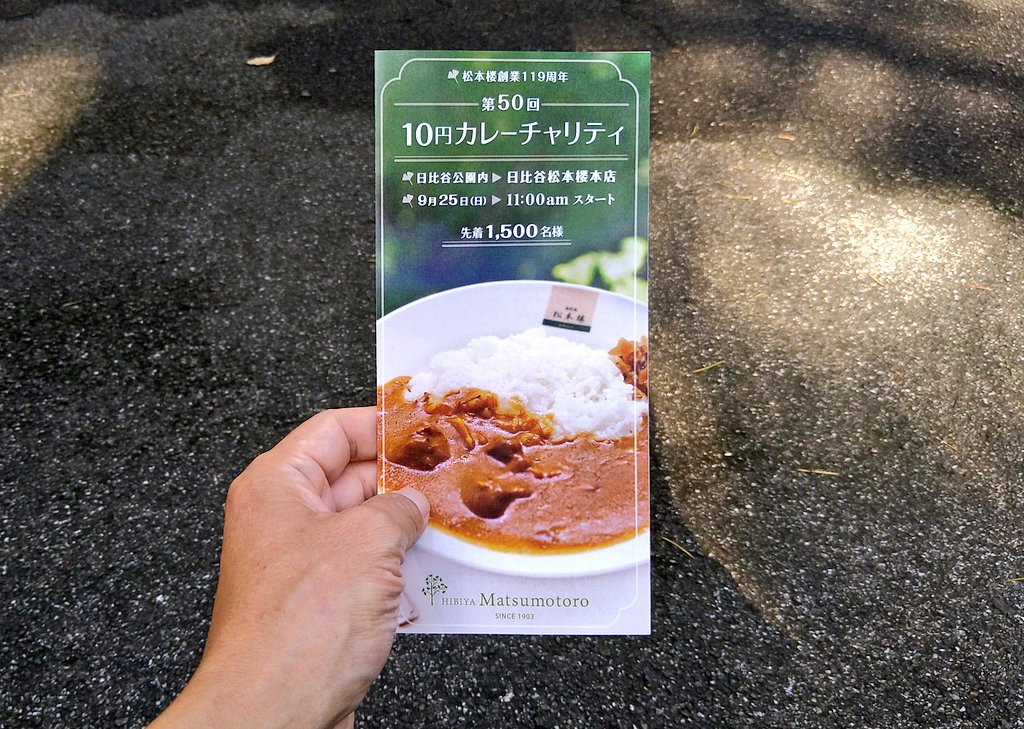 松本楼創業119周年
第50回
10円カレーチャリティ
日比谷公園内▶日比谷松本楼本店
9月25日(日)▶11:00am スタート
先着1,500名様
松本楼
HIBIYA Matsumotoro
SINCE 1903